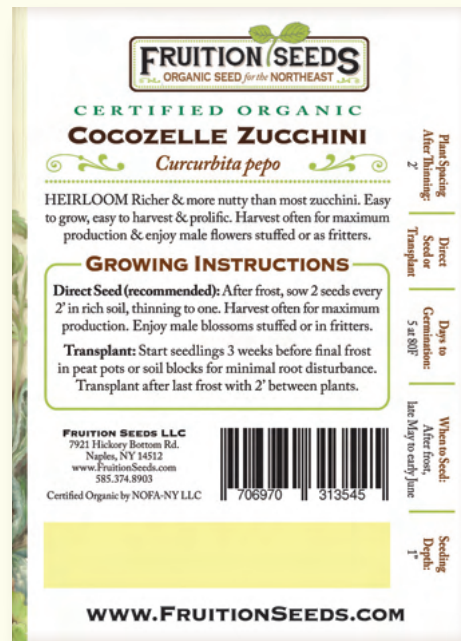 FRUITION SEEDS
ORGANIC SEED for the NORTHEAST
CERTIFIED ORGANIC
COCOZELLE ZUCCHINI
Curcurbita pepo
HEIRLOOM Richer & more nutty than most zucchini. Easy
to grow, easy to harvest & prolific. Harvest often for maximum
production & enjoy male flowers stuffed or as fritters.
GROWING INSTRUCTIONS
Direct Seed (recommended): After frost, sow 2 seeds every
2' in rich soil, thinning to one. Harvest often for maximum
production. Enjoy male blossoms stuffed or in fritters.
Transplant: Start seedlings 3 weeks before final frost
in peat pots or soil blocks for minimal root disturbance.
Transplant after last frost with 2' between plants.
FRUITION SEEDS LLC
7921 Hickory Bottom Rd.
Naples, NY 14512
www.FruitionSeeds.com
585.374.8903
Certified Organic by NOFA-NY LLC
706970 313545
WWW.FRUITIONSEEDS.COM
Plant Spacing
After Thinning:
2'
Direct
Seed or
Transplant
Days to
Germination:
5 at 80F
When to Seed:
After frost,
late May to early June
Seeding
Depth:
1"